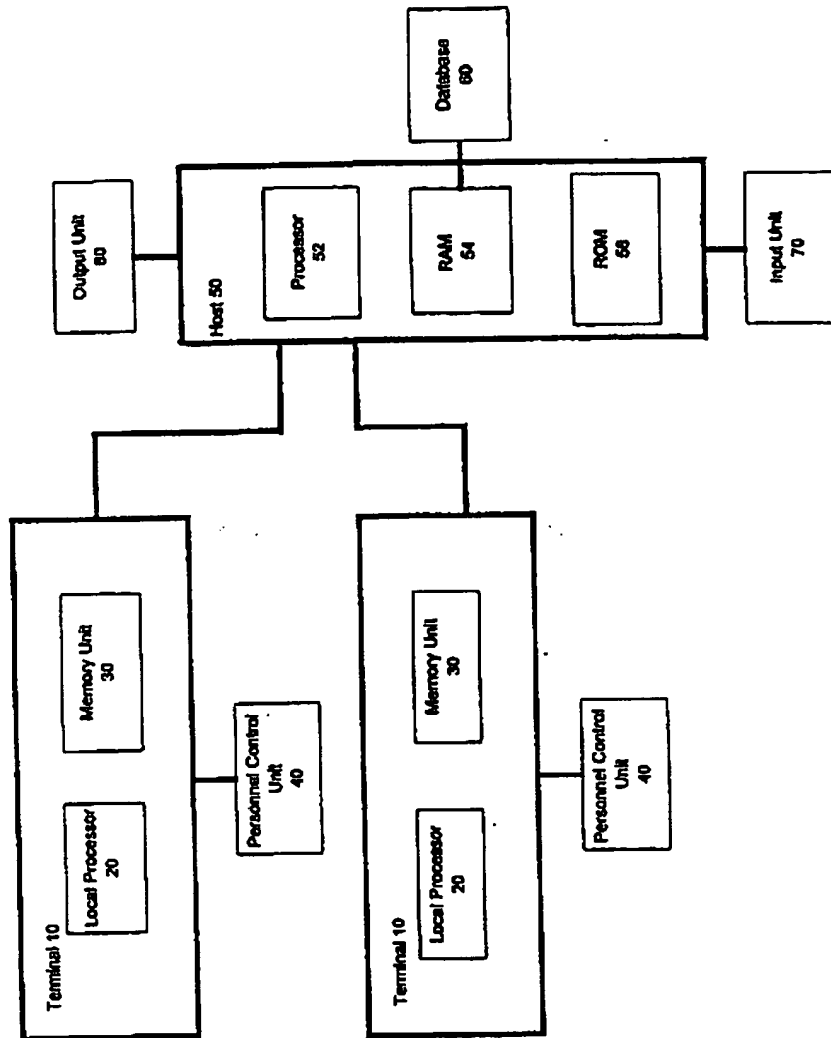 Terminal 10
Local Processor
20
Memory Unit
30
Personnel Control
Unit
40
Terminal 10
Local Processor
20
Memory Unit
30
Personnel Control
Unit
40
Host 50
Input Unit
70
ROM
56
RAM
54
Processor
52
Output Unit
80
Database
60